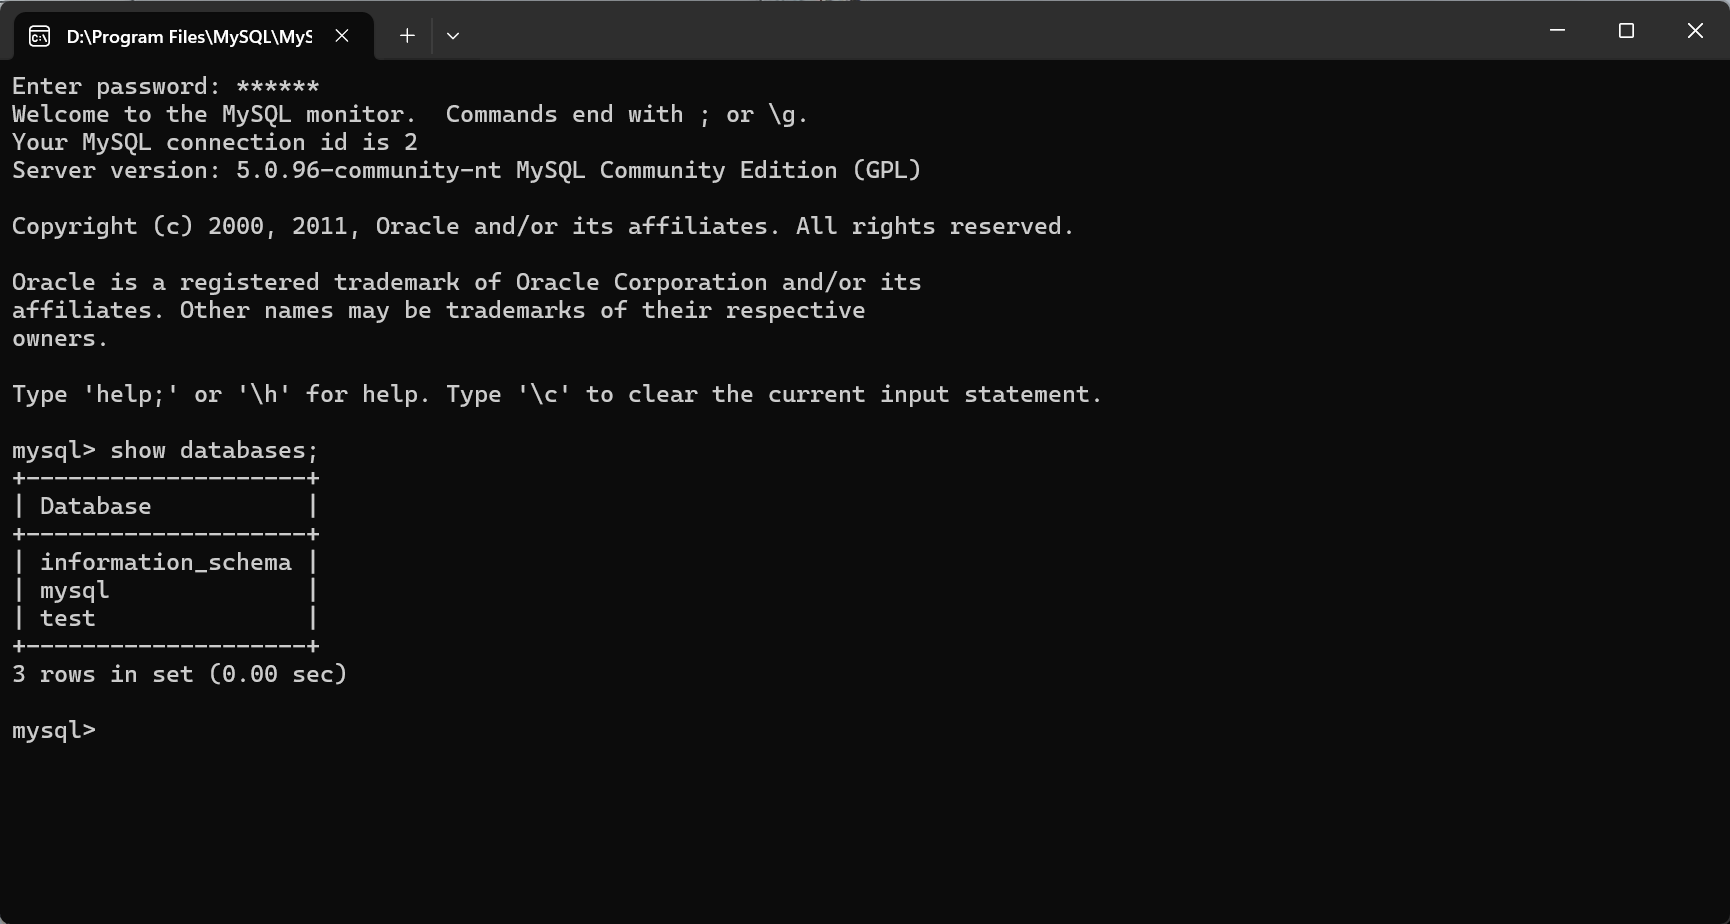 D:\Program Files\MySQL\MyS
Enter password: ******
Welcome to the MySQL monitor.  Commands end with ; or \g.
Your MySQL connection id is 2
Server version: 5.0.96-community-nt MySQL Community Edition (GPL)
Copyright (c) 2000, 2011, Oracle and/or its affiliates. All rights reserved.
Oracle is a registered trademark of Oracle Corporation and/or its
affiliates. Other names may be trademarks of their respective
owners.
Type 'help;' or '\h' for help. Type '\c' to clear the current input statement.
mysql> show databases;
+--------------------+
| Database           |
+--------------------+
| information_schema |
| mysql              |
| test               |
+--------------------+
3 rows in set (0.00 sec)
mysql>